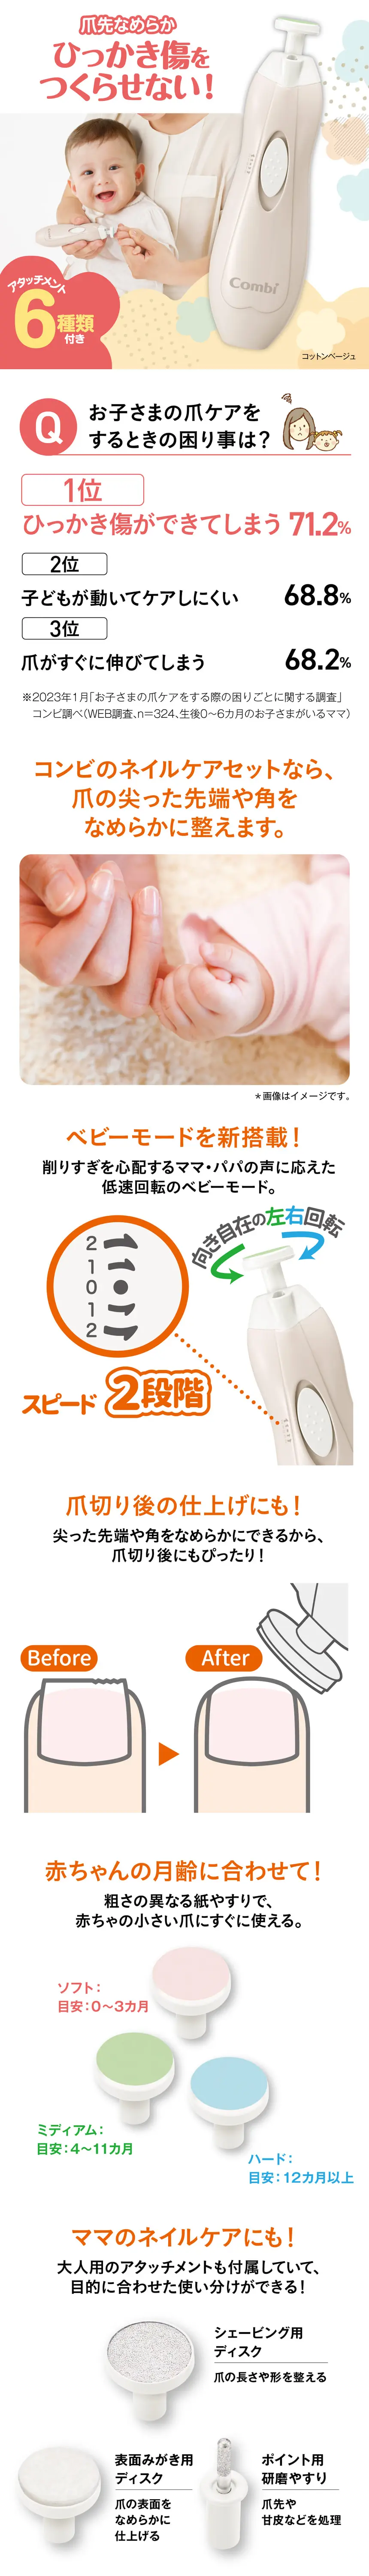 爪先なめらか
ひっかき傷を
つくらせない!
Combi
アタッチメント
6種類
付き
コットンベージュ
Q
お子さまの爪ケアを
するときの困り事は?
1位
ひっかき傷ができてしまう 71.2%
2位
子どもが動いてケアしにくい 68.8%
3位
爪がすぐに伸びてしまう 68.2%
※2023年1月「お子さまの爪ケアをする際の困りごとに関する調査」
コンビ調べ(WEB調査、n=324、生後0〜6カ月のお子さまがいるママ)
コンビのネイルケアセットなら、
爪の尖った先端や角を
なめらかに整えます。
＊画像はイメージです。
ベビーモードを新搭載!
削りすぎを心配するママ・パパの声に応えた
低速回転のベビーモード。
向き自在の左右回転
2
1
0
1
2
スピード 2段階
爪切り後の仕上げにも!
尖った先端や角をなめらかにできるから、
爪切り後にもぴったり!
Before
After
赤ちゃんの月齢に合わせて!
粗さの異なる紙やすりで、
赤ちゃの小さい爪にすぐに使える。
ソフト:
目安:0〜3カ月
ミディアム:
目安:4〜11カ月
ハード:
目安:12カ月以上
ママのネイルケアにも!
大人用のアタッチメントも付属していて、
目的に合わせた使い分けができる!
シェービング用
ディスク
爪の長さや形を整える
表面みがき用
ディスク
爪の表面を
なめらかに
仕上げる
ポイント用
研磨やすり
爪先や
甘皮などを処理